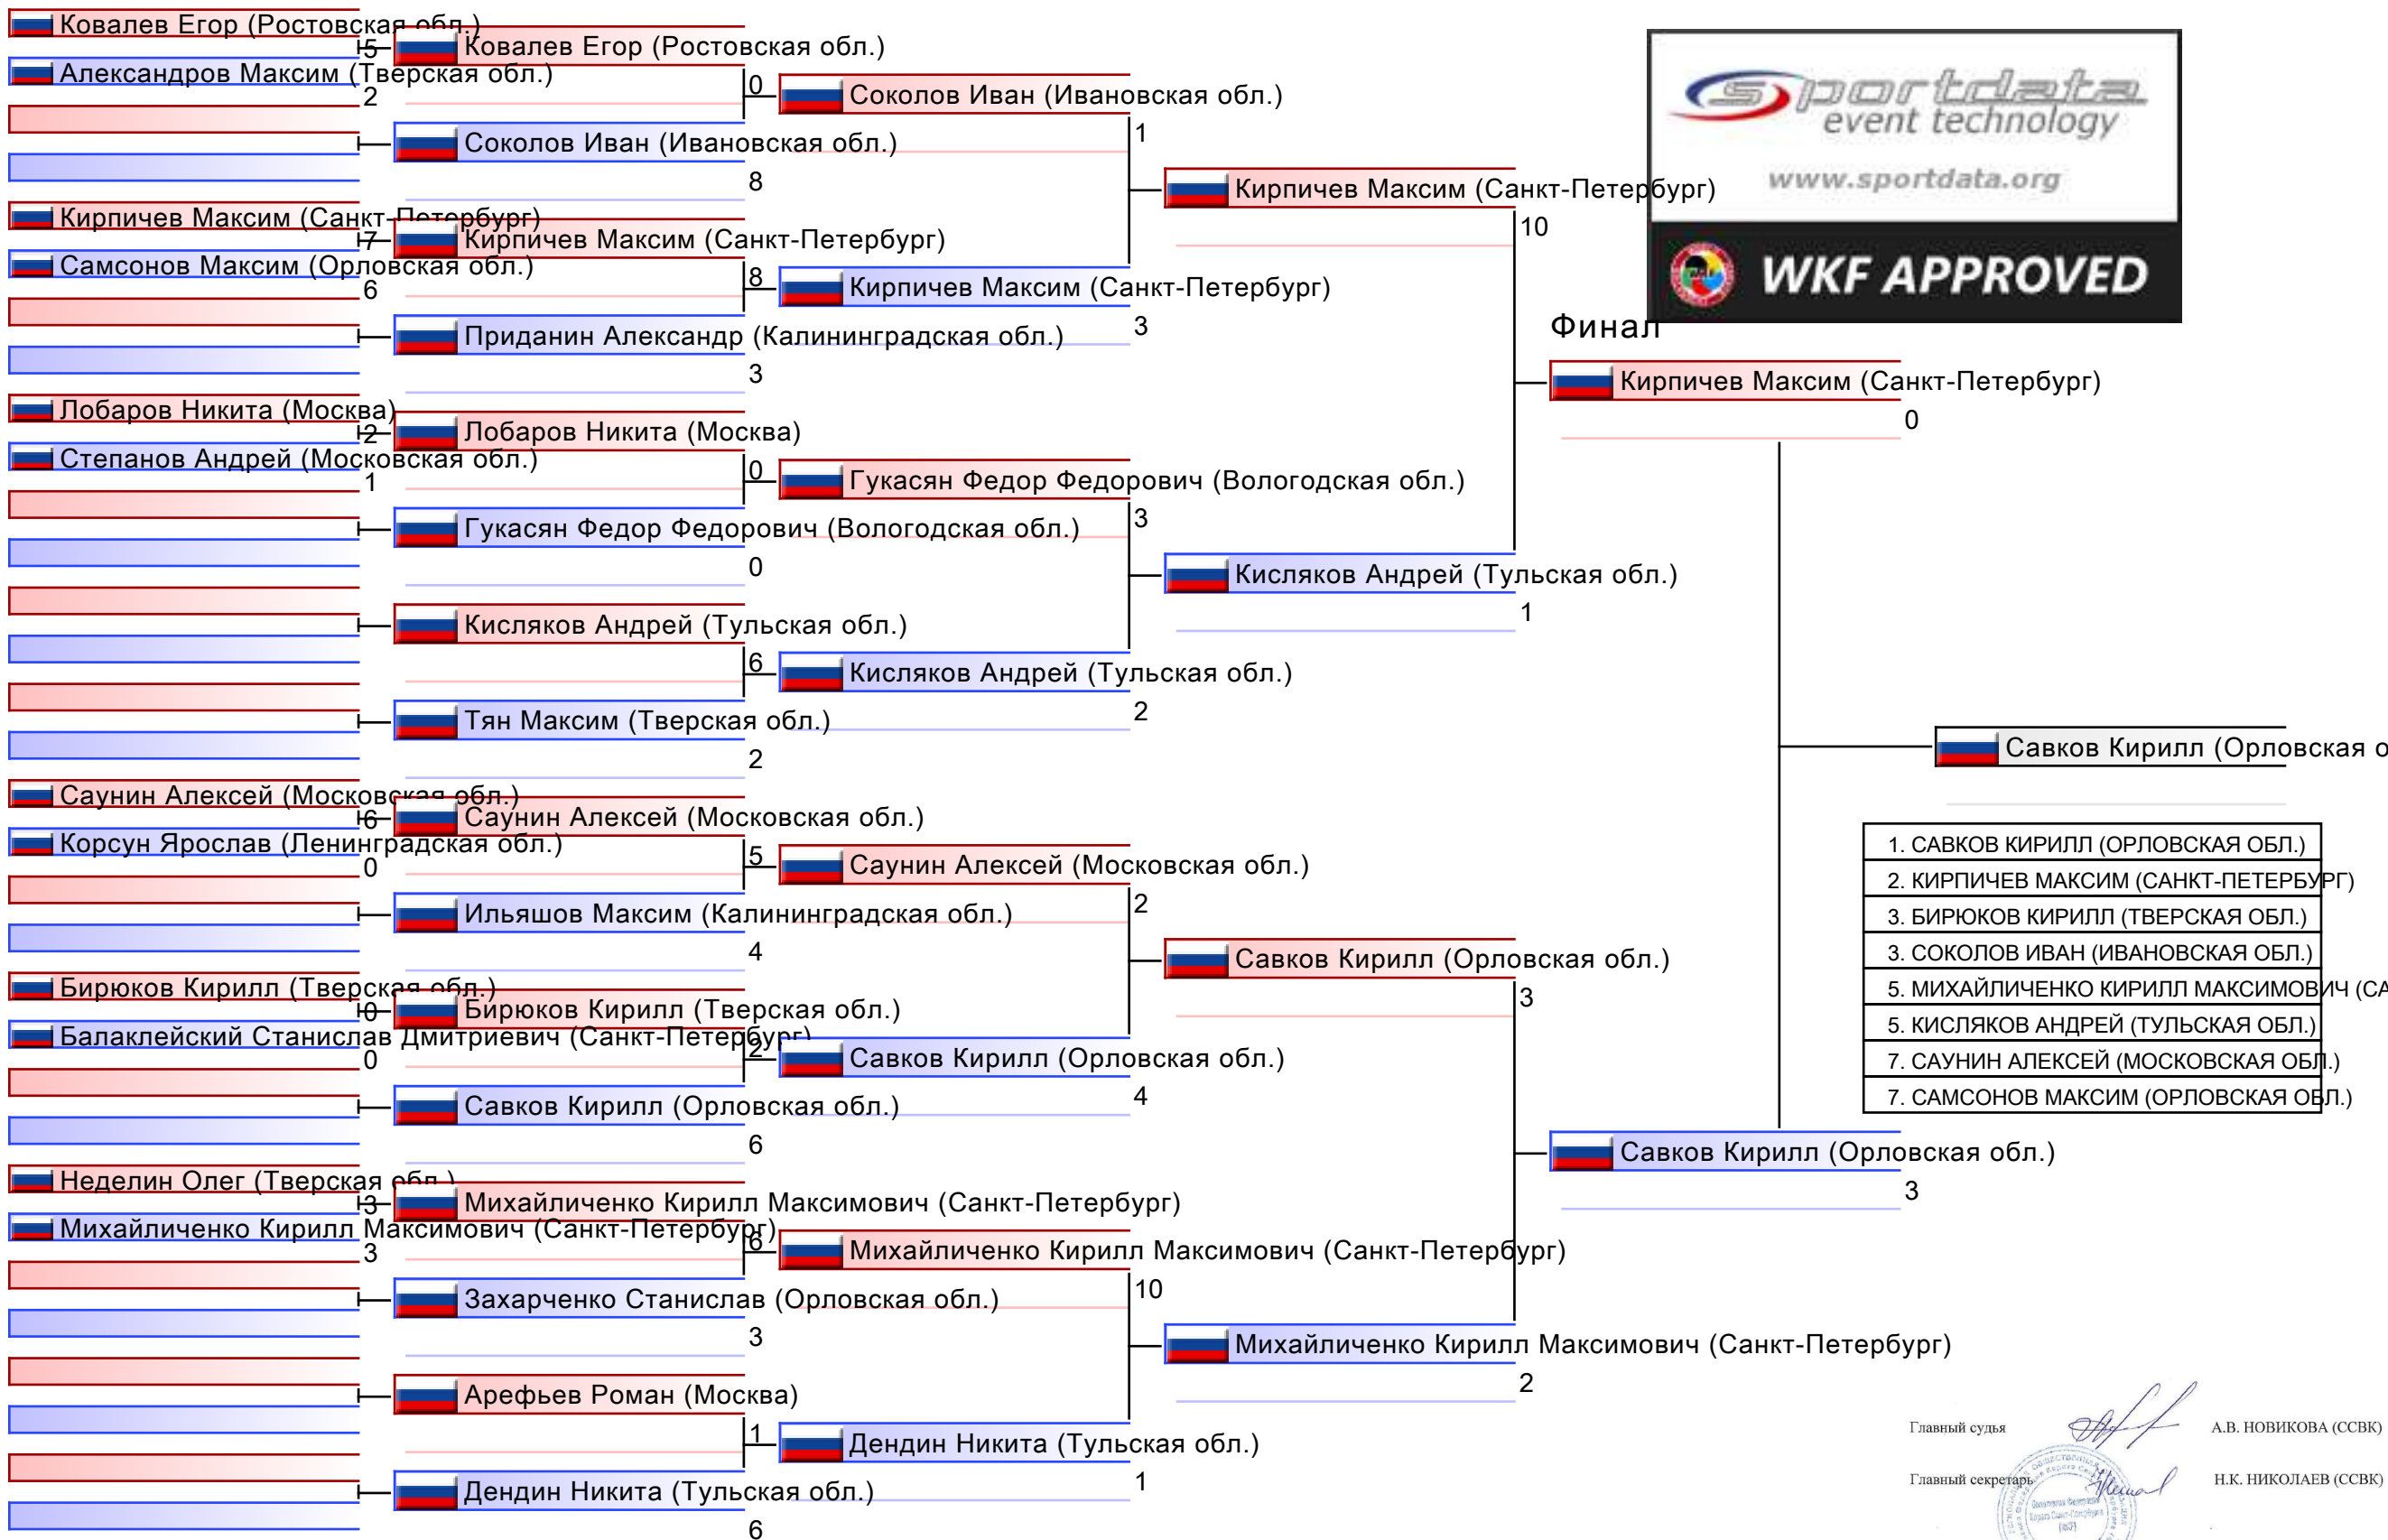 Ковалев Егор (Ростовская обл.)
5
Александров Максим (Тверская обл.)
2
Кирпичев Максим (Санкт-Петербург)
7
Самсонов Максим (Орловская обл.)
6
Лобаров Никита (Москва)
2
Степанов Андрей (Московская обл.)
1
Саунин Алексей (Московская обл.)
6
Корсун Ярослав (Ленинградская обл.)
0
Бирюков Кирилл (Тверская обл.)
0
Балаклейский Станислав Дмитриевич (Санкт-Петербург)
0
Неделин Олег (Тверская обл.)
3
Михайличенко Кирилл Максимович (Санкт-Петербург)
3
Ковалев Егор (Ростовская обл.)
0
Соколов Иван (Ивановская обл.)
8
Кирпичев Максим (Санкт-Петербург)
8
Приданин Александр (Калининградская обл.)
3
Лобаров Никита (Москва)
0
Гукасян Федор Федорович (Вологодская обл.)
0
Кисляков Андрей (Тульская обл.)
6
Тян Максим (Тверская обл.)
2
Саунин Алексей (Московская обл.)
5
Ильяшов Максим (Калининградская обл.)
4
Бирюков Кирилл (Тверская обл.)
2
Савков Кирилл (Орловская обл.)
6
Михайличенко Кирилл Максимович (Санкт-Петербург)
6
Захарченко Станислав (Орловская обл.)
3
Арефьев Роман (Москва)
1
Дендин Никита (Тульская обл.)
6
Соколов Иван (Ивановская обл.)
1
Кирпичев Максим (Санкт-Петербург)
3
Гукасян Федор Федорович (Вологодская обл.)
3
Кисляков Андрей (Тульская обл.)
2
Саунин Алексей (Московская обл.)
2
Савков Кирилл (Орловская обл.)
4
Михайличенко Кирилл Максимович (Санкт-Петербург)
10
Дендин Никита (Тульская обл.)
1
Кирпичев Максим (Санкт-Петербург)
10
Кисляков Андрей (Тульская обл.)
1
Савков Кирилл (Орловская обл.)
3
Михайличенко Кирилл Максимович (Санкт-Петербург)
2
sportdata
event technology
www.sportdata.org
WKF APPROVED
Финал
Кирпичев Максим (Санкт-Петербург)
0
Савков Кирилл (Орловская обл.)
3
Савков Кирилл (Орловская о
1. САВКОВ КИРИЛЛ (ОРЛОВСКАЯ ОБЛ.)
2. КИРПИЧЕВ МАКСИМ (САНКТ-ПЕТЕРБУРГ)
3. БИРЮКОВ КИРИЛЛ (ТВЕРСКАЯ ОБЛ.)
3. СОКОЛОВ ИВАН (ИВАНОВСКАЯ ОБЛ.)
5. МИХАЙЛИЧЕНКО КИРИЛЛ МАКСИМОВИЧ (СА
5. КИСЛЯКОВ АНДРЕЙ (ТУЛЬСКАЯ ОБЛ.)
7. САУНИН АЛЕКСЕЙ (МОСКОВСКАЯ ОБЛ.)
7. САМСОНОВ МАКСИМ (ОРЛОВСКАЯ ОБЛ.)
Главный судья А.В. НОВИКОВА (ССВК)
Главный секретарь Н.К. НИКОЛАЕВ (ССВК)